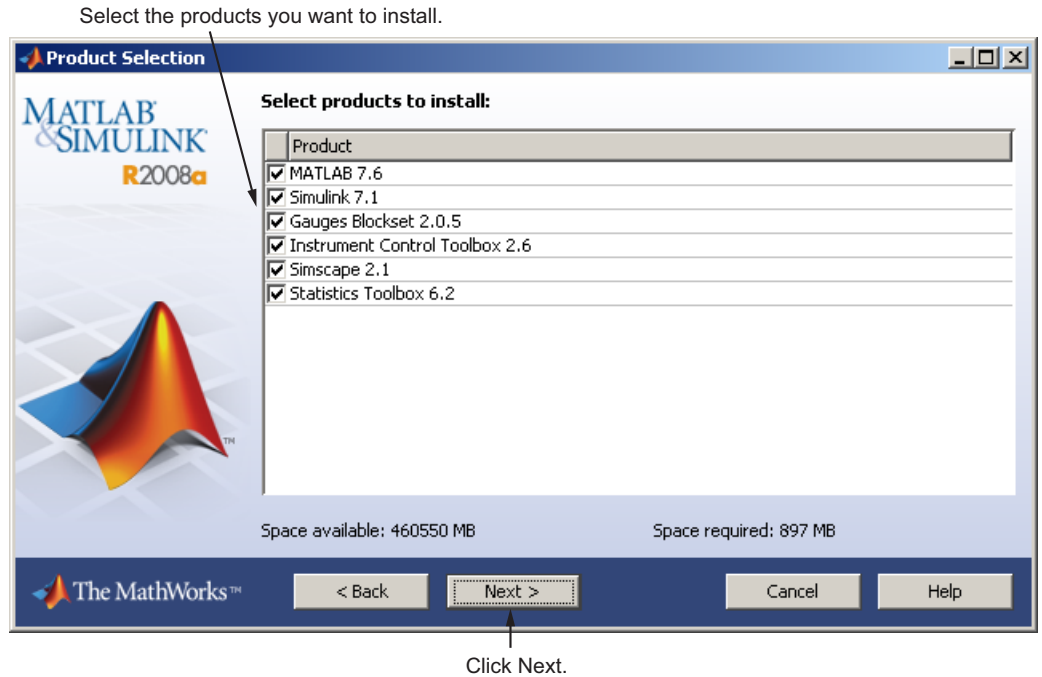 Select the products you want to install.
Product Selection
MATLAB®
&SIMULINK®
R2008a
Select products to install:
Product
MATLAB 7.6
Simulink 7.1
Gauges Blockset 2.0.5
Instrument Control Toolbox 2.6
Simscape 2.1
Statistics Toolbox 6.2
TM
Space available: 460550 MB
Space required: 897 MB
The MathWorks™
< Back
Next >
Cancel
Help
Click Next.